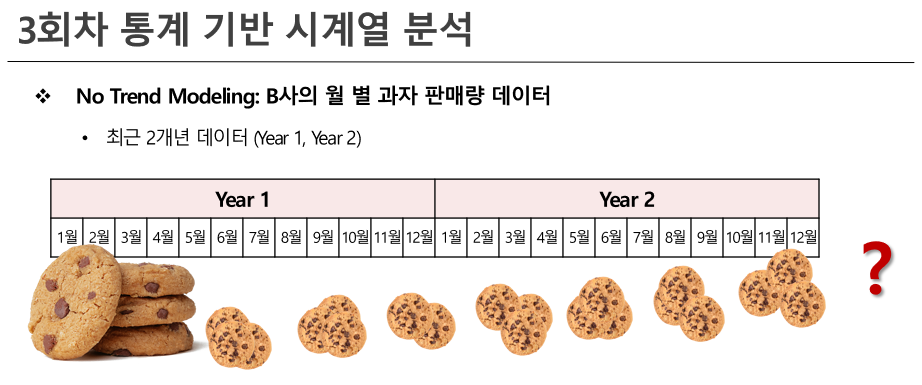 3회차 통계 기반 시계열 분석
❖ No Trend Modeling: B사의 월 별 과자 판매량 데이터
• 최근 2개년 데이터 (Year 1, Year 2)
Year 1 Year 2
1월 2월 3월 4월 5월 6월 7월 8월 9월 10월 11월 12월 1월 2월 3월 4월 5월 6월 7월 8월 9월 10월 11월 12월
?